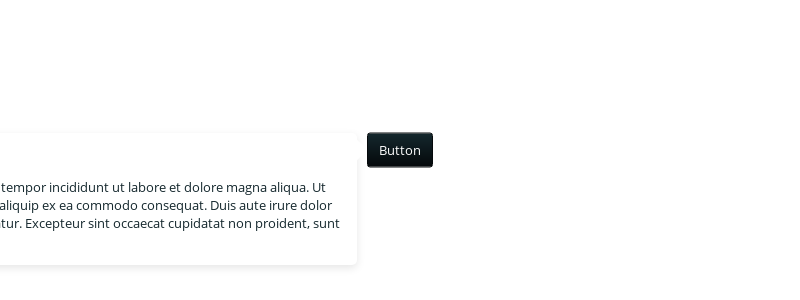 Button
tempor incididunt ut labore et dolore magna aliqua. Ut
aliquip ex ea commodo consequat. Duis aute irure dolor
tur. Excepteur sint occaecat cupidatat non proident, sunt